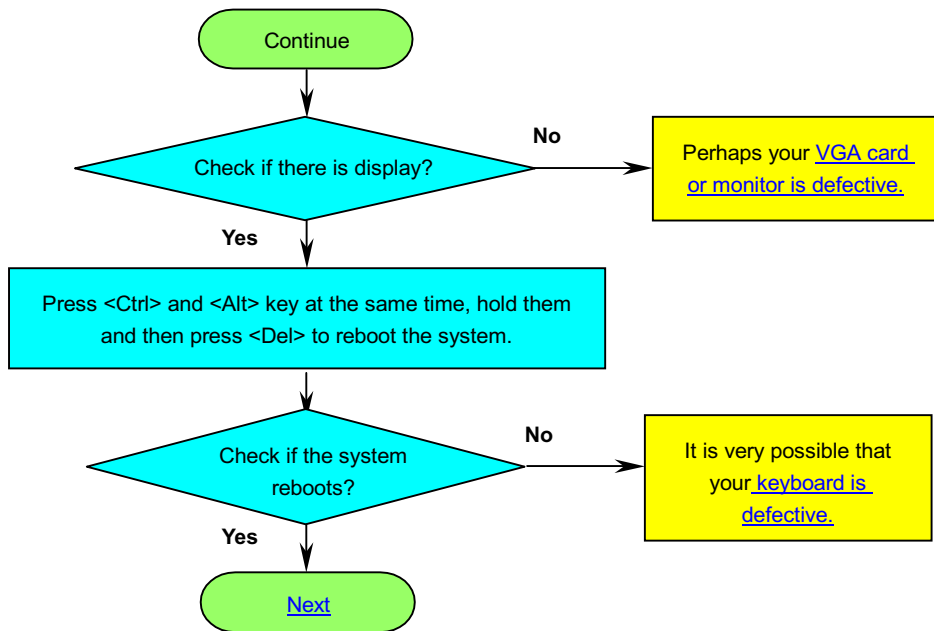 Continue
Check if there is display?
No
Perhaps your VGA card
or monitor is defective.
Yes
Press <Ctrl> and <Alt> key at the same time, hold them
and then press <Del> to reboot the system.
Check if the system
reboots?
No
It is very possible that
your keyboard is
defective.
Yes
Next